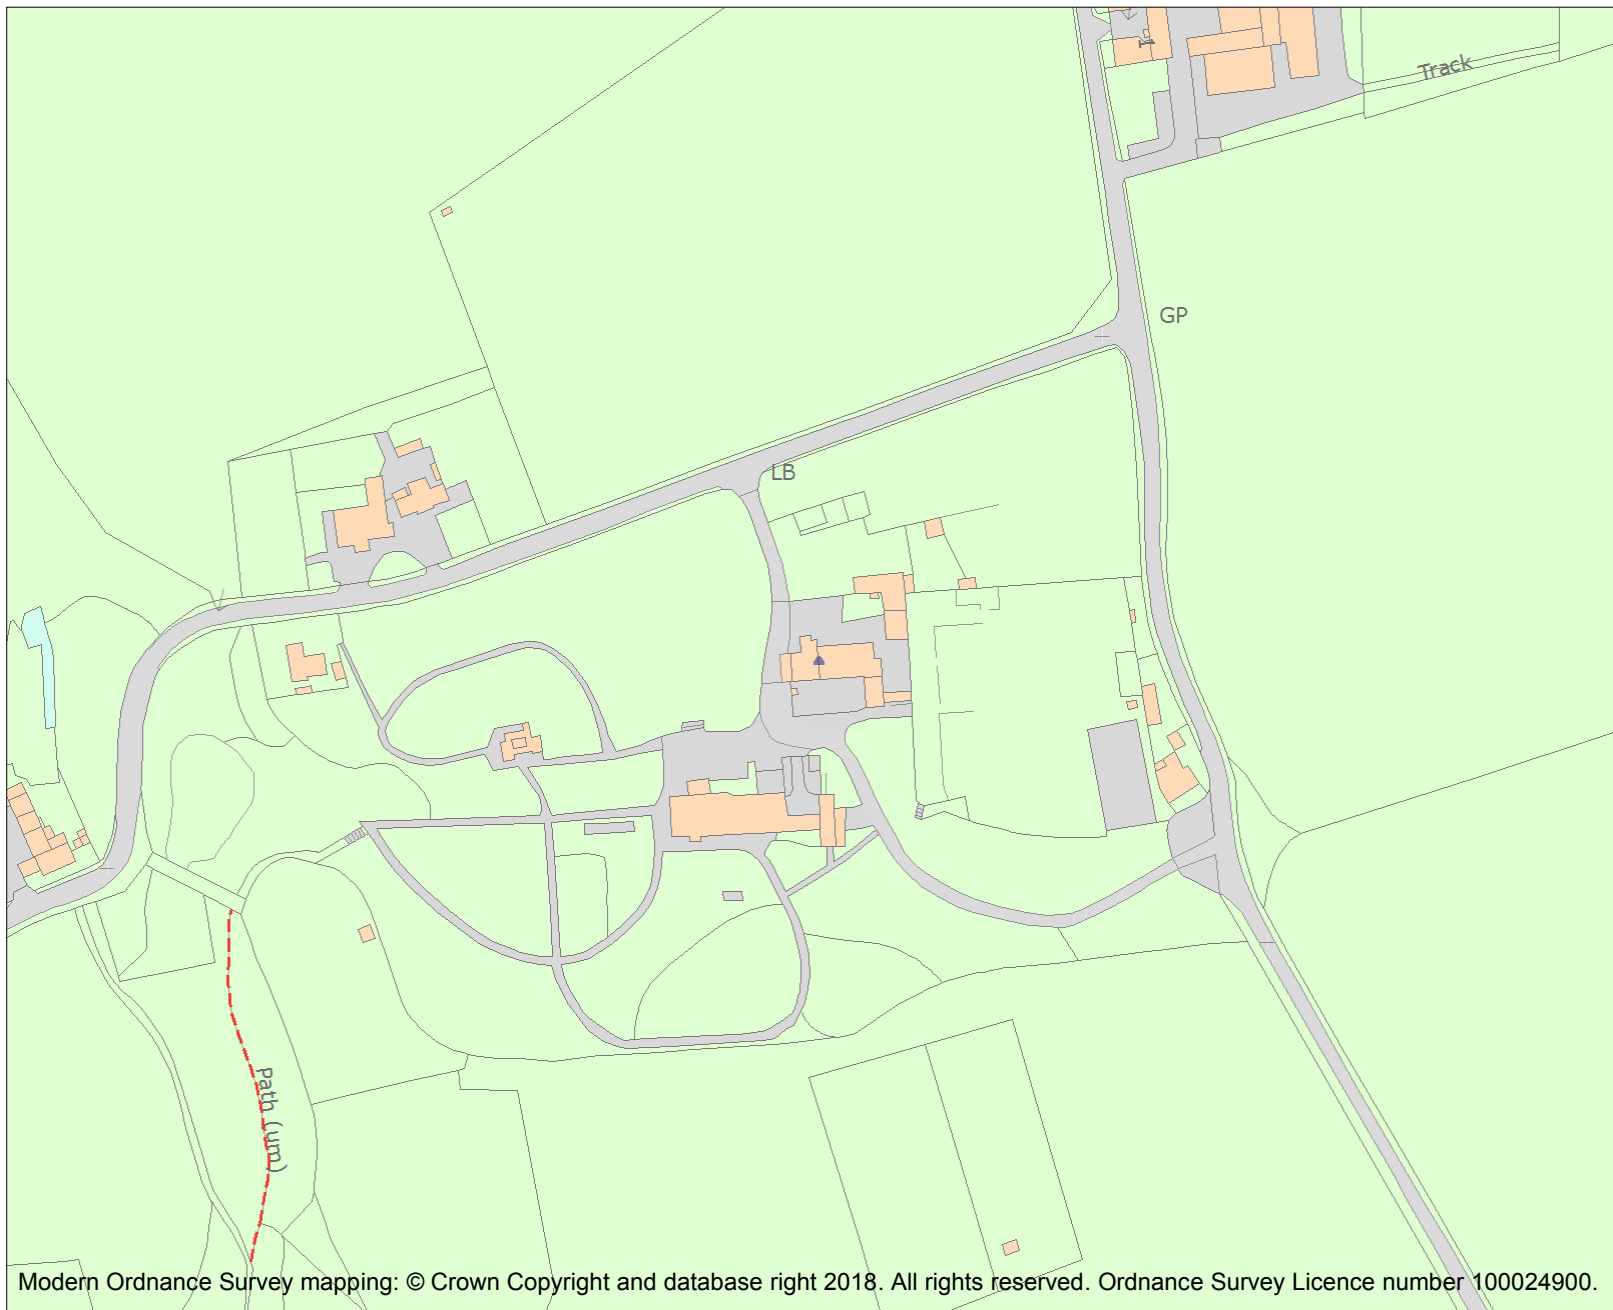 1
Track
GP
LB
Path (um)
Modern Ordnance Survey mapping: © Crown Copyright and database right 2018. All rights reserved. Ordnance Survey Licence number 100024900.